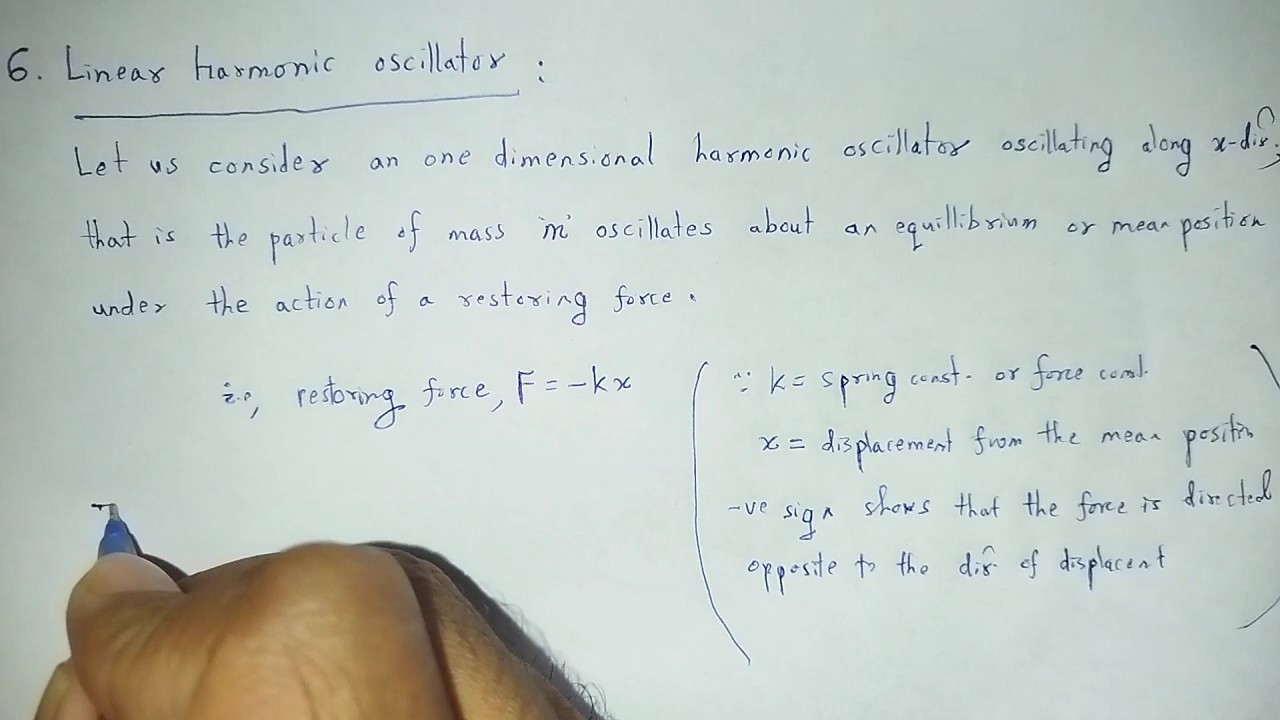 6. Linear harmonic oscillator :
Let us consider an one dimensional harmonic oscillator oscillating along x-dir.
that is the particle of mass 'm' oscillates about an equillibrium or mean position
under the action of a restoring force.
i.e, restoring force, F = -kx
∵ k = spring const. or force const.
x = displacement from the mean position
-ve sign shows that the force is directed
opposite to the dir. of displacent